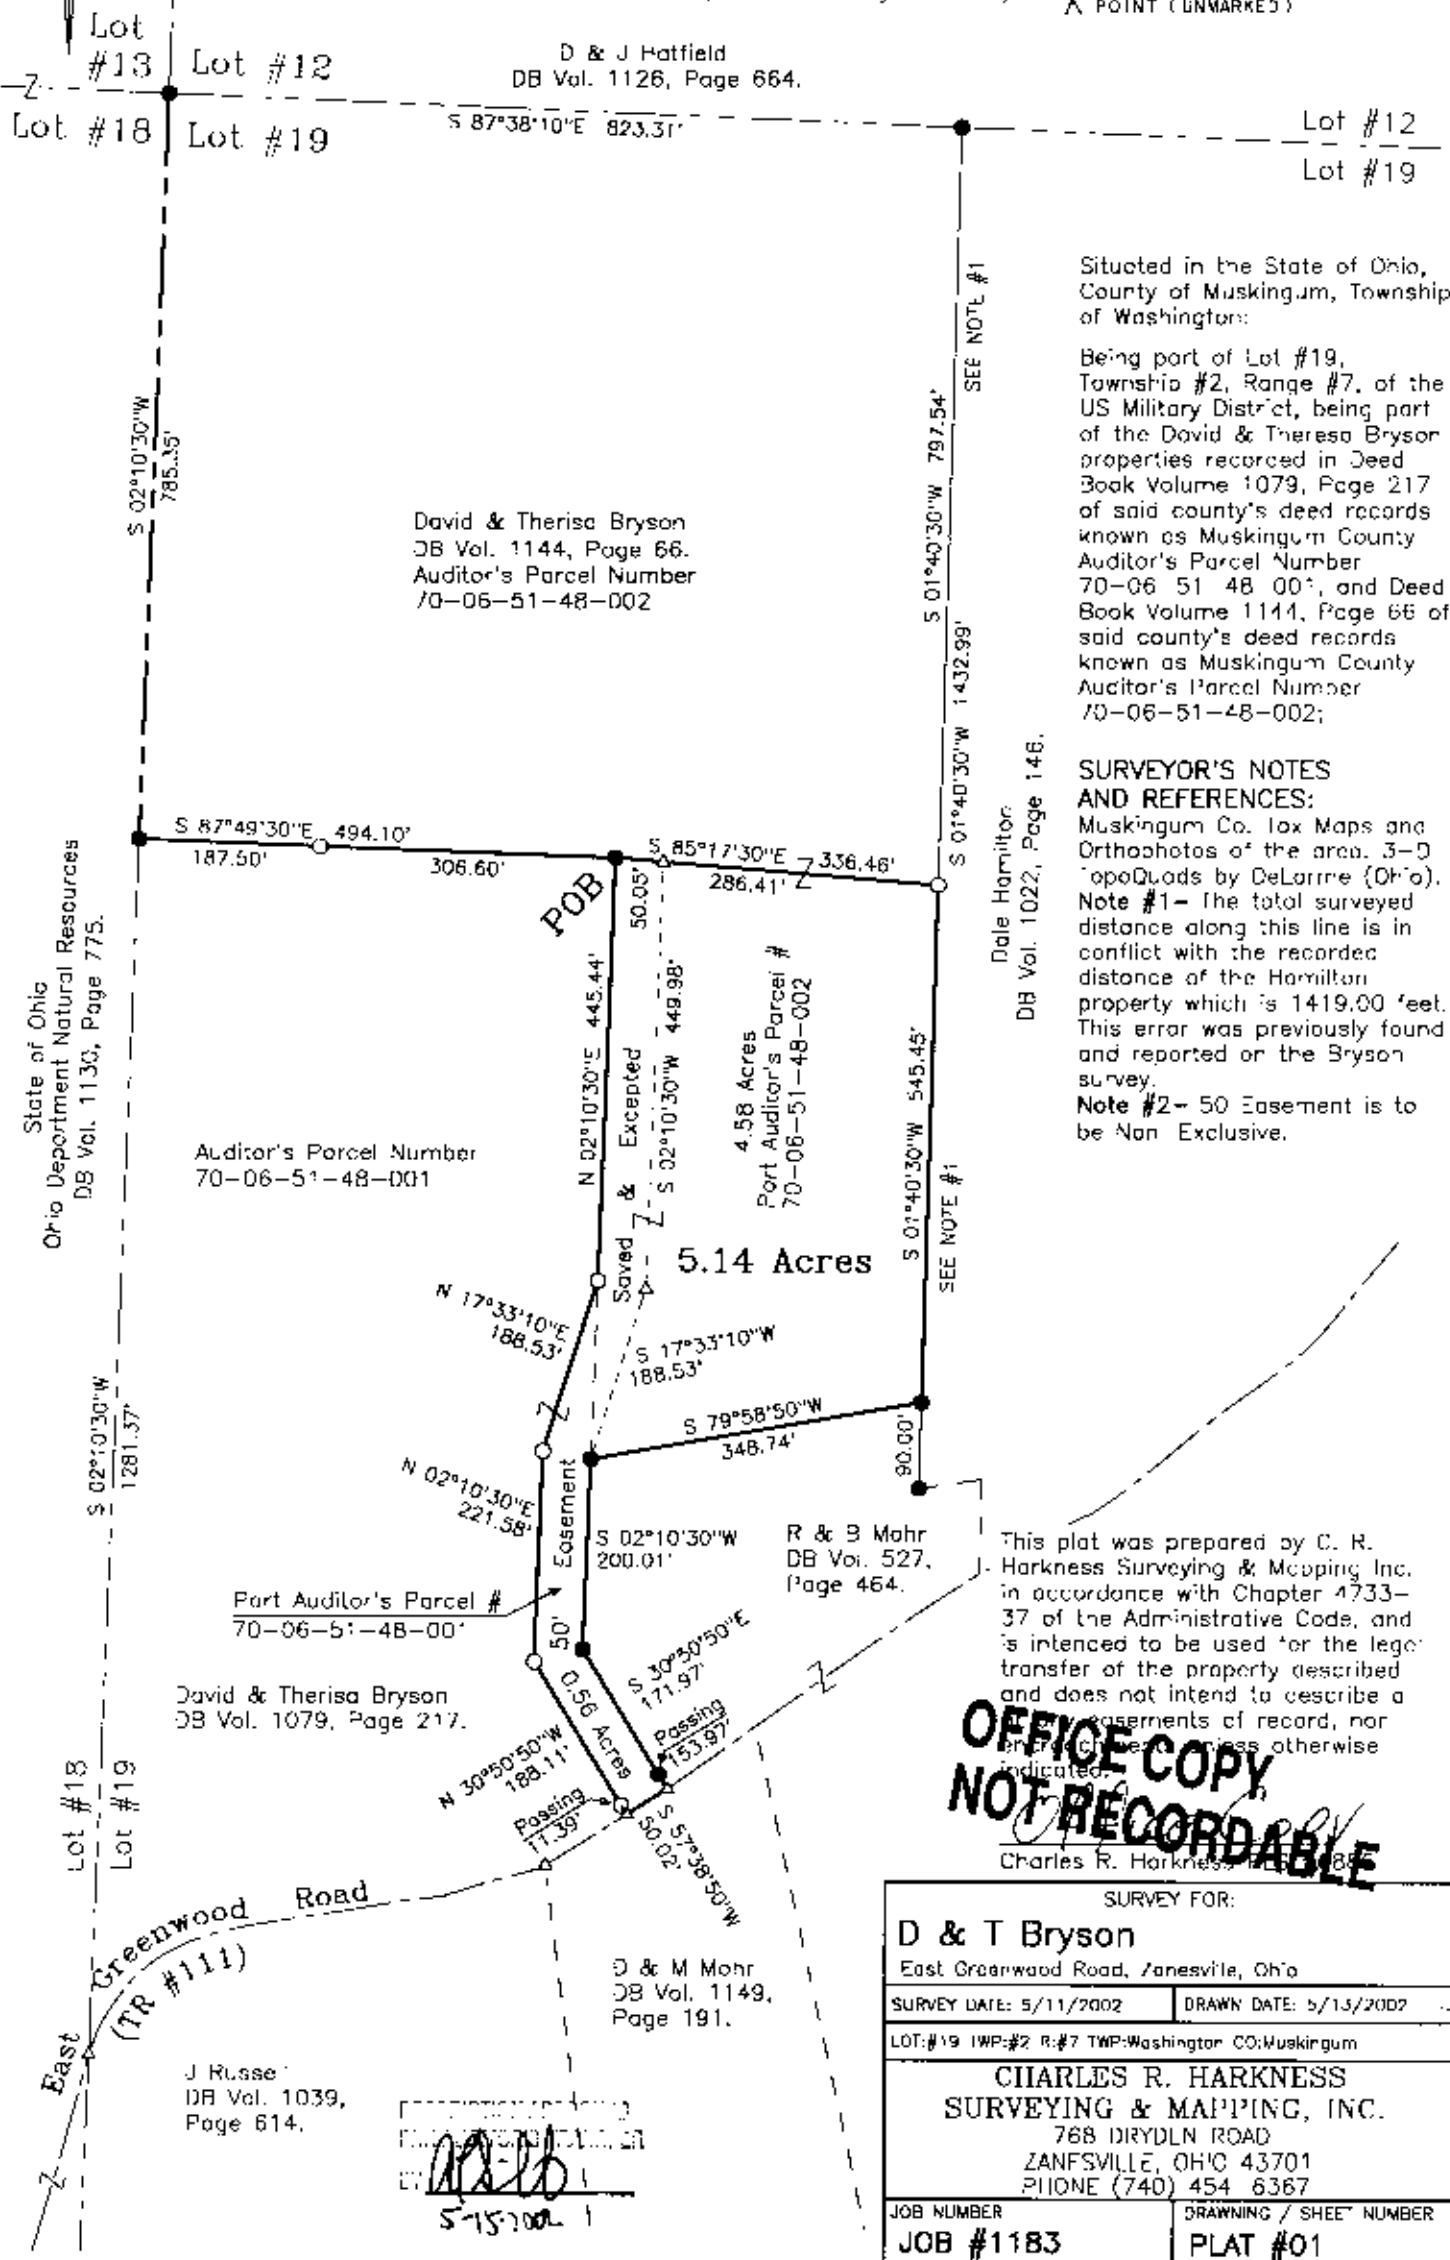 POINT (UNMARKED)
Lot
#13
Lot #12
D & J Hatfield
DB Vol. 1126, Page 664.
Lot #18
Lot #19
S 87°38'10"E 823.31'
Lot #12
Lot #19
S 02°10'30"W
785.35'
SEE NOTE #1
S 01°40'30"W 797.54'
S 01°40'30"W 1432.99'
David & Therisa Bryson
DB Vol. 1144, Page 66.
Auditor's Parcel Number
70-06-51-48-002
Situated in the State of Ohio,
County of Muskingum, Township
of Washington:
Being part of Lot #19,
Township #2, Range #7, of the
US Military District, being part
of the David & Theresa Bryson
properties recorded in Deed
Book Volume 1079, Page 217
of said county's deed records
known as Muskingum County
Auditor's Parcel Number
70-06 51 48 001, and Deed
Book Volume 1144, Page 66 of
said county's deed records
known as Muskingum County
Auditor's Parcel Number
70-06-51-48-002;
SURVEYOR'S NOTES
AND REFERENCES:
Muskingum Co. Tax Maps and
Orthophotos of the area. 3-D
TopoQuads by DeLorme (Ohio).
Note #1- The total surveyed
distance along this line is in
conflict with the recorded
distance of the Hamilton
property which is 1419.00 feet.
This error was previously found
and reported on the Bryson
survey.
Note #2- 50 Easement is to
be Non Exclusive.
S 87°49'30"E 494.10'
187.50'
306.60'
S 85°17'30"E 336.46'
286.41'
50.05'
POB
Dale Hamilton
DB Vol. 1022, Page 146.
State of Ohio
Ohio Department Natural Resources
DB Vol. 1130, Page 775.
N 02°10'30"E 445.44'
Saved & Excepted
S 02°10'30"W 449.98'
4.58 Acres
Part Auditor's Parcel #
70-06-51-48-002
S 01°40'30"W 545.45'
SEE NOTE #1
Auditor's Parcel Number
70-06-51-48-001
5.14 Acres
N 17°33'10"E
188.53'
S 17°33'10"W
188.53'
S 79°58'50"W
348.74'
90.00'
S 02°10'30"W
1281.37'
N 02°10'30"E
221.58'
50' Easement
S 02°10'30"W
200.01'
R & B Mohr
DB Vol. 527,
Page 464.
Part Auditor's Parcel #
70-06-51-48-001
David & Therisa Bryson
DB Vol. 1079, Page 217.
S 30°50'50"E
171.97'
Passing
153.97'
0.56 Acres
N 30°50'50"W
188.11'
Passing
11.39'
S 57°38'50"W
50.02'
This plat was prepared by C. R.
Harkness Surveying & Mapping Inc.
in accordance with Chapter 4733-
37 of the Administrative Code, and
is intended to be used for the legal
transfer of the property described
and does not intend to describe a
easements of record, nor
otherwise
indicated.
OFFICE COPY
NOT RECORDABLE
Charles R. Harkness
Lot #18
Lot #19
East Greenwood Road
(TR #111)
D & M Mohr
DB Vol. 1149,
Page 191.
J Russe
DB Vol. 1039,
Page 614.
SURVEY FOR:
D & T Bryson
East Greenwood Road, Zanesville, Ohio
SURVEY DATE: 5/11/2002
DRAWN DATE: 5/13/2002
LOT:#19 TWP:#2 R:#7 TWP:Washington CO:Muskingum
CHARLES R. HARKNESS
SURVEYING & MAPPING, INC.
768 DRYDEN ROAD
ZANESVILLE, OHIO 43701
PHONE (740) 454 6367
JOB NUMBER
JOB #1183
DRAWING / SHEET NUMBER
PLAT #01
5-15-2002